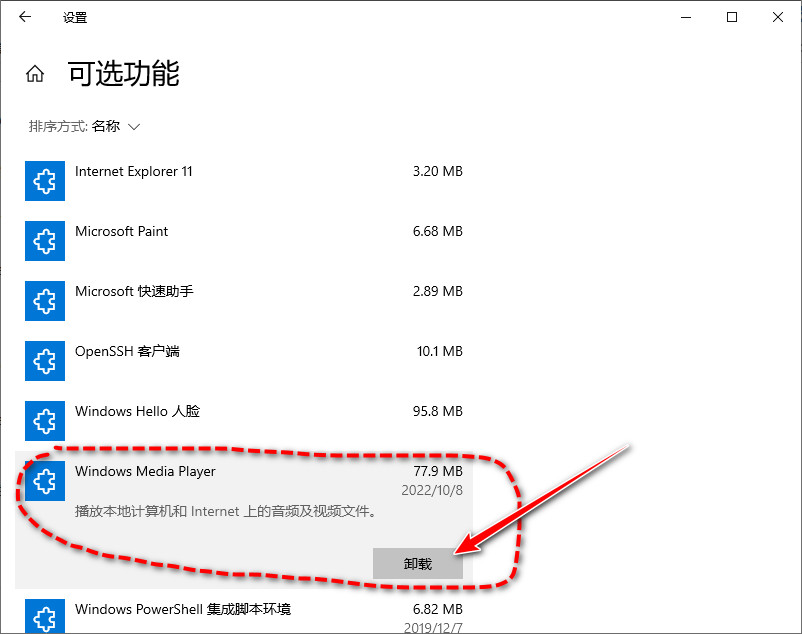 设置
可选功能
排序方式: 名称
Internet Explorer 11 3.20 MB
Microsoft Paint 6.68 MB
Microsoft 快速助手 2.89 MB
OpenSSH 客户端 10.1 MB
Windows Hello 人脸 95.8 MB
Windows Media Player 77.9 MB
2022/10/8
播放本地计算机和 Internet 上的音频及视频文件。
卸载
Windows PowerShell 集成脚本环境 6.82 MB
2019/12/7